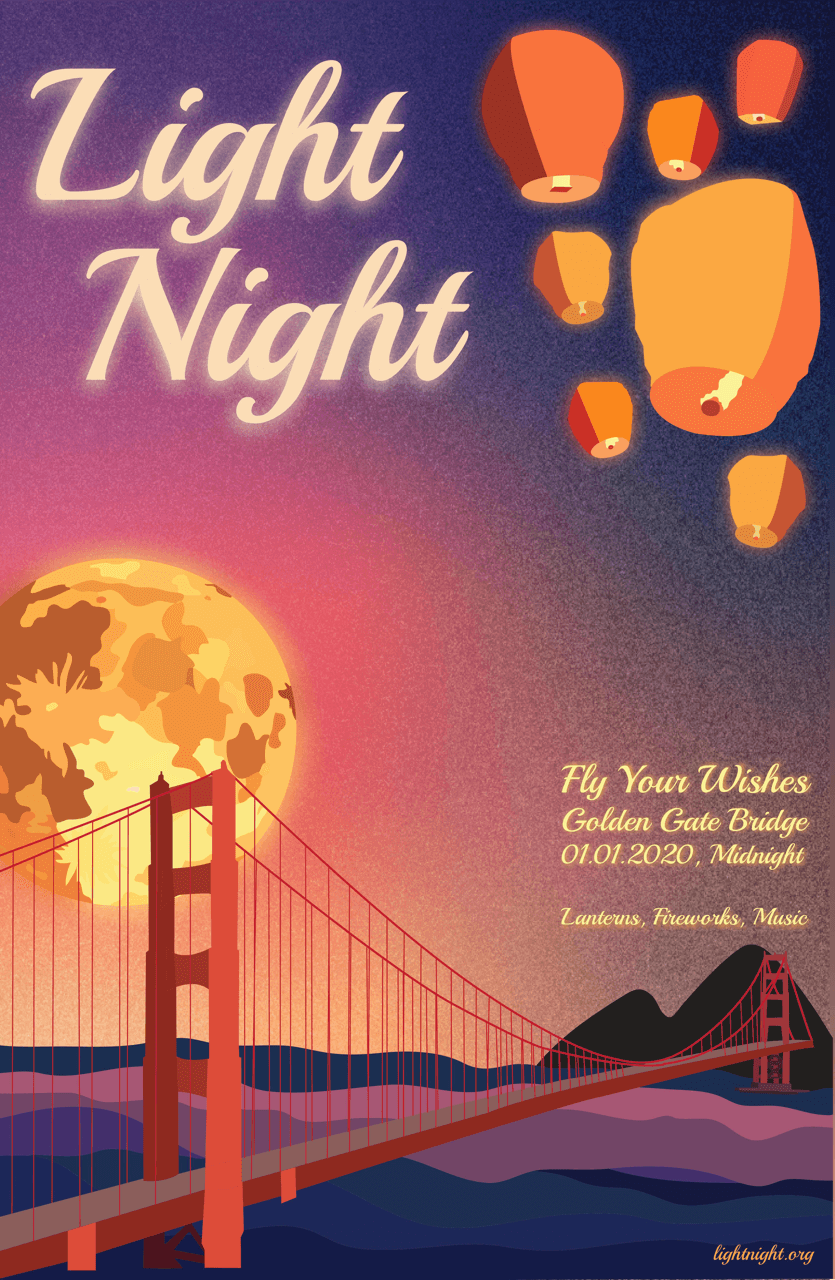 Light
Night
Fly Your Wishes
Golden Gate Bridge
01.01.2020, Midnight
Lanterns, Fireworks, Music
lightnight.org